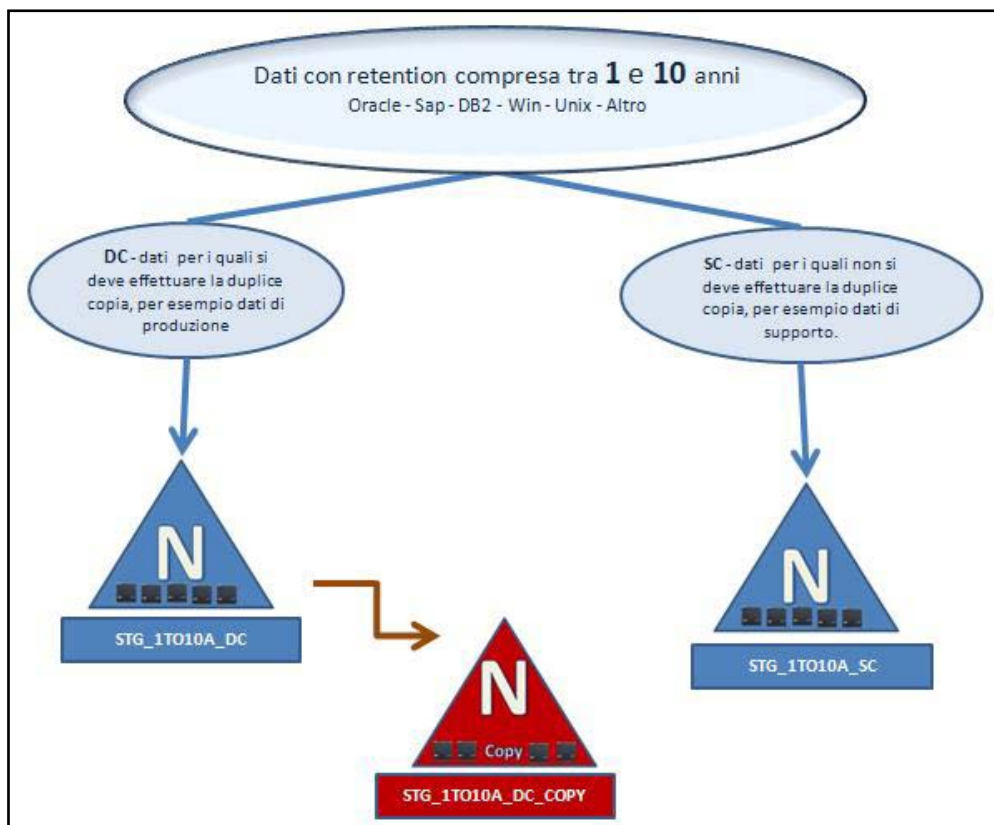 Dati con retention compresa tra 1 e 10 anni
Oracle - Sap - DB2 - Win - Unix - Altro
DC - dati per i quali si
deve effettuare la duplice
copia, per esempio dati di
produzione
SC - dati per i quali non si
deve effettuare la duplice
copia, per esempio dati di
supporto.
N
STG_1TO10A_DC
N
STG_1TO10A_SC
N
Copy
STG_1TO10A_DC_COPY